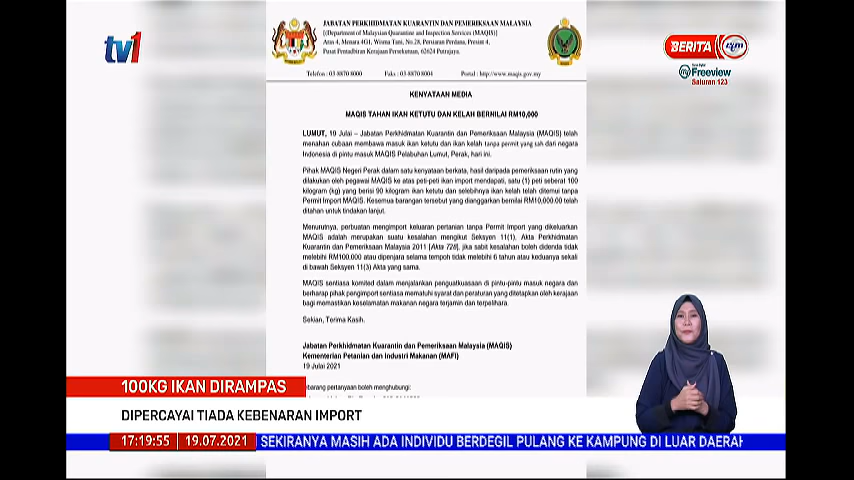 tv1
JABATAN PERKHIDMATAN KUARANTIN DAN PEMERIKSAAN MALAYSIA
[(Department of Malaysian Quarantine and Inspection Services (MAQIS)]
Aras 4, Menara 4G1, Wisma Tani, No.28, Persiaran Perdana, Presint 4,
Pusat Pentadbiran Kerajaan Persekutuan, 62624 Putrajaya.
Telefon : 03-8870 8000 Faks : 03-8870 8004 Portal : http://www.maqis.gov.my
BERITA rtm
Freeview
Saluran 123
KENYATAAN MEDIA
MAQIS TAHAN IKAN KETUTU DAN KELAH BERNILAI RM10,000
LUMUT, 19 Julai – Jabatan Perkhidmatan Kuarantin dan Pemeriksaan Malaysia (MAQIS) telah
menahan cubaan membawa masuk ikan ketutu dan ikan kelah tanpa permit yang sah dari negara
Indonesia di pintu masuk MAQIS Pelabuhan Lumut, Perak, hari ini.
Pihak MAQIS Negeri Perak dalam satu kenyataan berkata, hasil daripada pemeriksaan rutin yang
dilakukan oleh pegawai MAQIS ke atas peti-peti ikan import mendapati, satu (1) peti seberat 100
kilogram (kg) yang berisi 90 kilogram ikan ketutu dan selebihnya ikan kelah telah ditemui tanpa
Permit Import MAQIS. Kesemua barangan tersebut yang dianggarkan bernilai RM10,000.00 telah
ditahan untuk tindakan lanjut.
Menurutnya, perbuatan mengimport keluaran pertanian tanpa Permit Import yang dikeluarkan
MAQIS adalah merupakan suatu kesalahan mengikut Seksyen 11(1), Akta Perkhidmatan
Kuarantin dan Pemeriksaan Malaysia 2011 [Akta 728], jika sabit kesalahan boleh didenda tidak
melebihi RM100,000 atau dipenjara selama tempoh tidak melebihi 6 tahun atau kedua­nya sekali
di bawah Seksyen 11(3) Akta yang sama.
MAQIS sentiasa komited dalam menjalankan penguatkuasaan di pintu-pintu masuk negara dan
berharap pihak pengimport sentiasa mematuhi syarat dan peraturan yang ditetapkan oleh kerajaan
bagi memastikan keselamatan makanan negara terjamin dan terpelihara.
Sekian, Terima Kasih.
Jabatan Perkhidmatan Kuarantin dan Pemeriksaan Malaysia (MAQIS)
Kementerian Petanian dan Industri Makanan (MAFI)
19 Julai 2021
sebarang pertanyaan boleh menghubungi:
100KG IKAN DIRAMPAS
DIPERCAYAI TIADA KEBENARAN IMPORT
17:19:55 19.07.2021 SEKIRANYA MASIH ADA INDIVIDU BERDEGIL PULANG KE KAMPUNG DI LUAR DAERAH